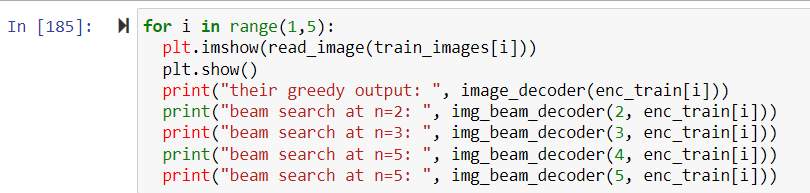 In [185]: for i in range(1,5):
plt.imshow(read_image(train_images[i]))
plt.show()
print("their greedy output: ", image_decoder(enc_train[i]))
print("beam search at n=2: ", img_beam_decoder(2, enc_train[i]))
print("beam search at n=3: ", img_beam_decoder(3, enc_train[i]))
print("beam search at n=5: ", img_beam_decoder(4, enc_train[i]))
print("beam search at n=5: ", img_beam_decoder(5, enc_train[i]))